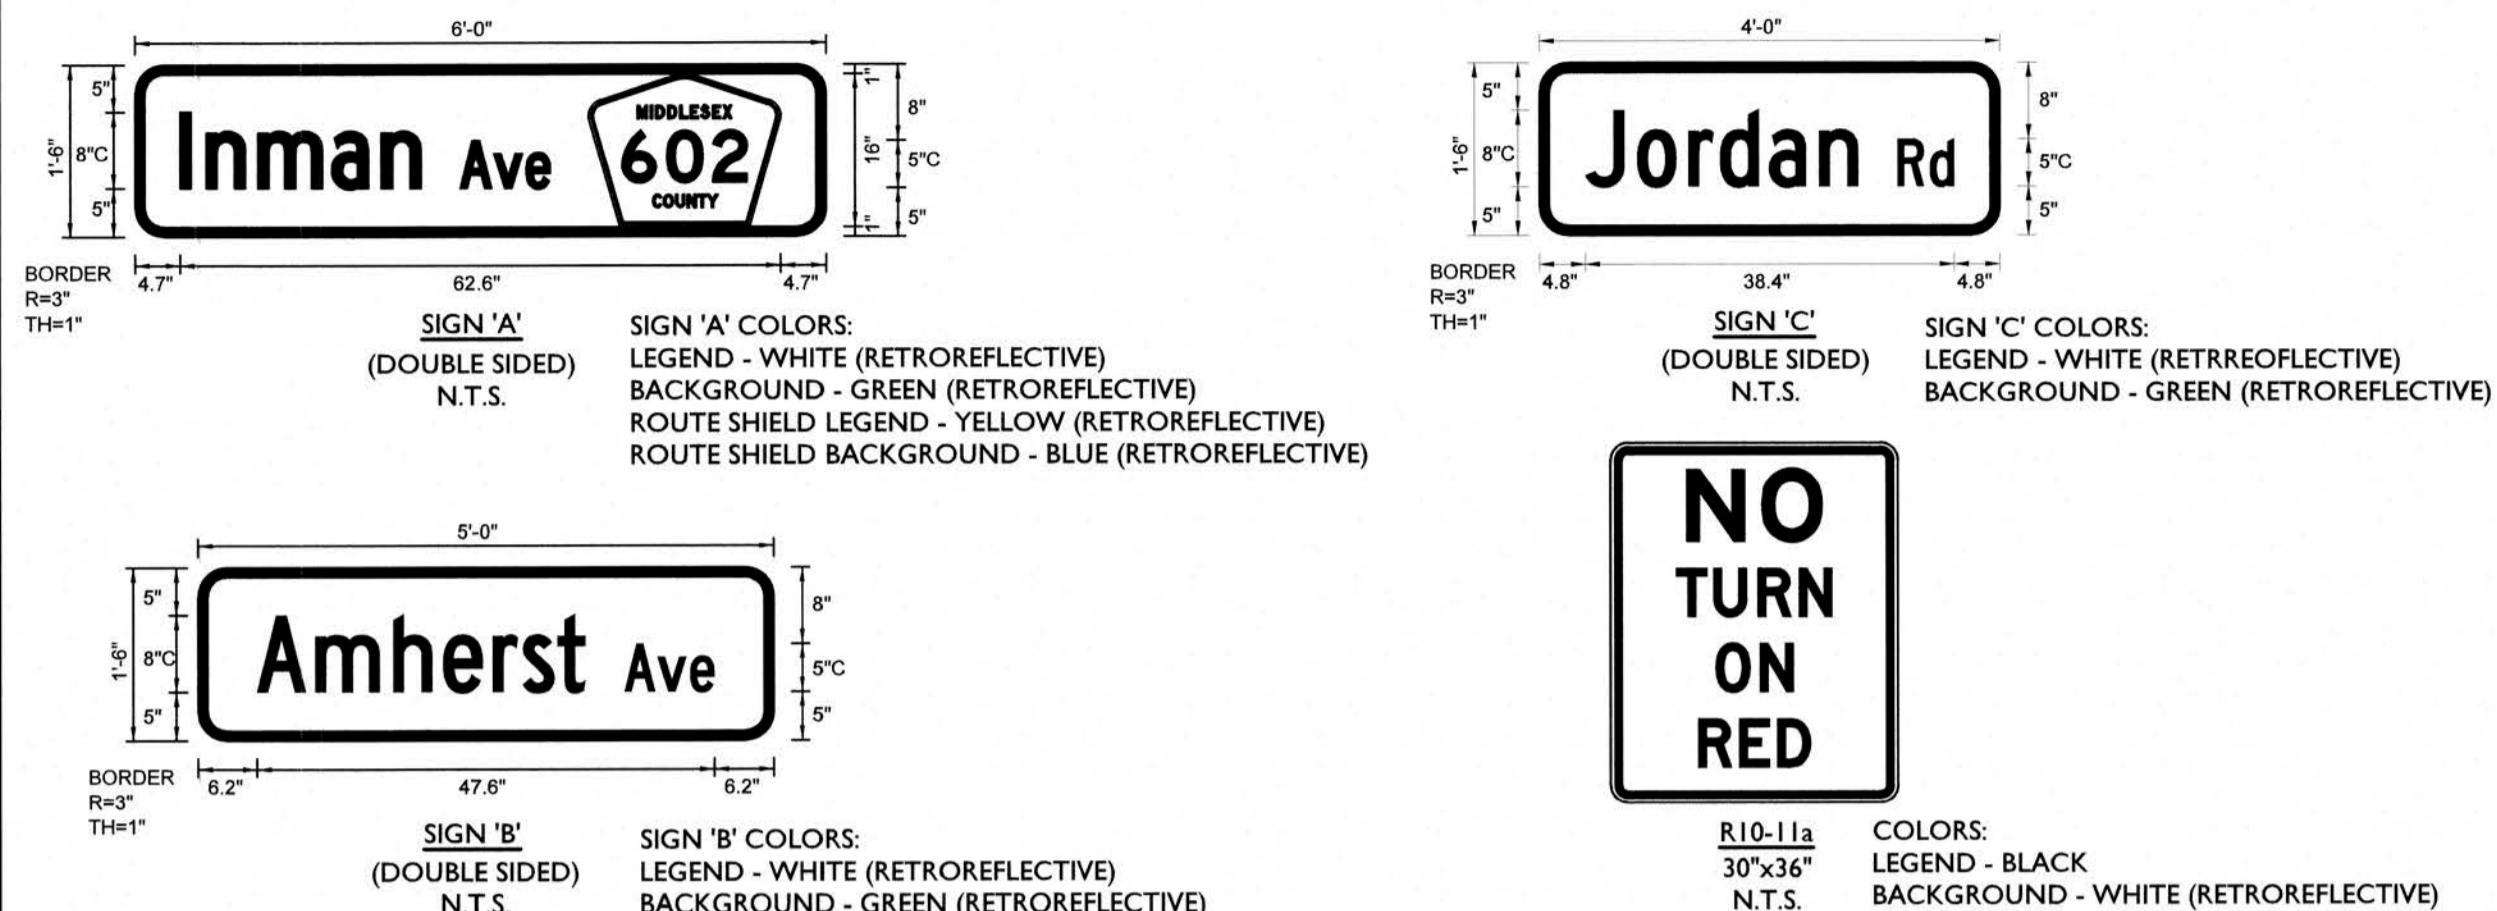 6'-0"
1'-6"
5"
8"C
5"
Inman Ave
MIDDLESEX
602
COUNTY
1"
16"
1"
8"
5"C
5"
BORDER
R=3"
TH=1"
4.7"
62.6"
4.7"
SIGN 'A'
(DOUBLE SIDED)
N.T.S.
SIGN 'A' COLORS:
LEGEND - WHITE (RETROREFLECTIVE)
BACKGROUND - GREEN (RETROREFLECTIVE)
ROUTE SHIELD LEGEND - YELLOW (RETROREFLECTIVE)
ROUTE SHIELD BACKGROUND - BLUE (RETROREFLECTIVE)
4'-0"
1'-6"
5"
8"C
5"
Jordan Rd
8"
5"C
5"
BORDER
R=3"
TH=1"
4.8"
38.4"
4.8"
SIGN 'C'
(DOUBLE SIDED)
N.T.S.
SIGN 'C' COLORS:
LEGEND - WHITE (RETRREOFLECTIVE)
BACKGROUND - GREEN (RETROREFLECTIVE)
5'-0"
1'-6"
5"
8"C
5"
Amherst Ave
8"
5"C
5"
BORDER
R=3"
TH=1"
6.2"
47.6"
6.2"
SIGN 'B'
(DOUBLE SIDED)
N.T.S.
SIGN 'B' COLORS:
LEGEND - WHITE (RETROREFLECTIVE)
BACKGROUND - GREEN (RETROREFLECTIVE)
NO
TURN
ON
RED
R10-11a
30"x36"
N.T.S.
COLORS:
LEGEND - BLACK
BACKGROUND - WHITE (RETROREFLECTIVE)